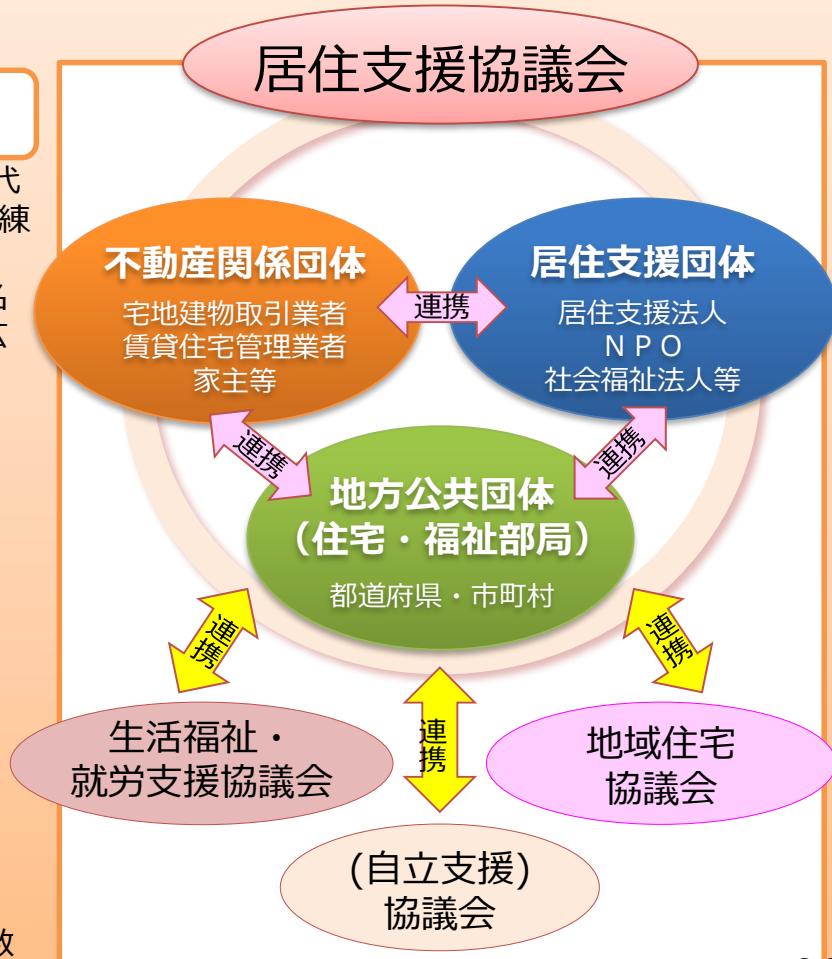 居住支援協議会
代
練
不動産関係団体
宅地建物取引業者
賃貸住宅管理業者
家主等
連携
居住支援団体
居住支援法人
ＮＰＯ
社会福祉法人等
連携
連携
地方公共団体
（住宅・福祉部局）
都道府県・市町村
連携
連携
連携
生活福祉・
就労支援協議会
地域住宅
協議会
(自立支援)
協議会